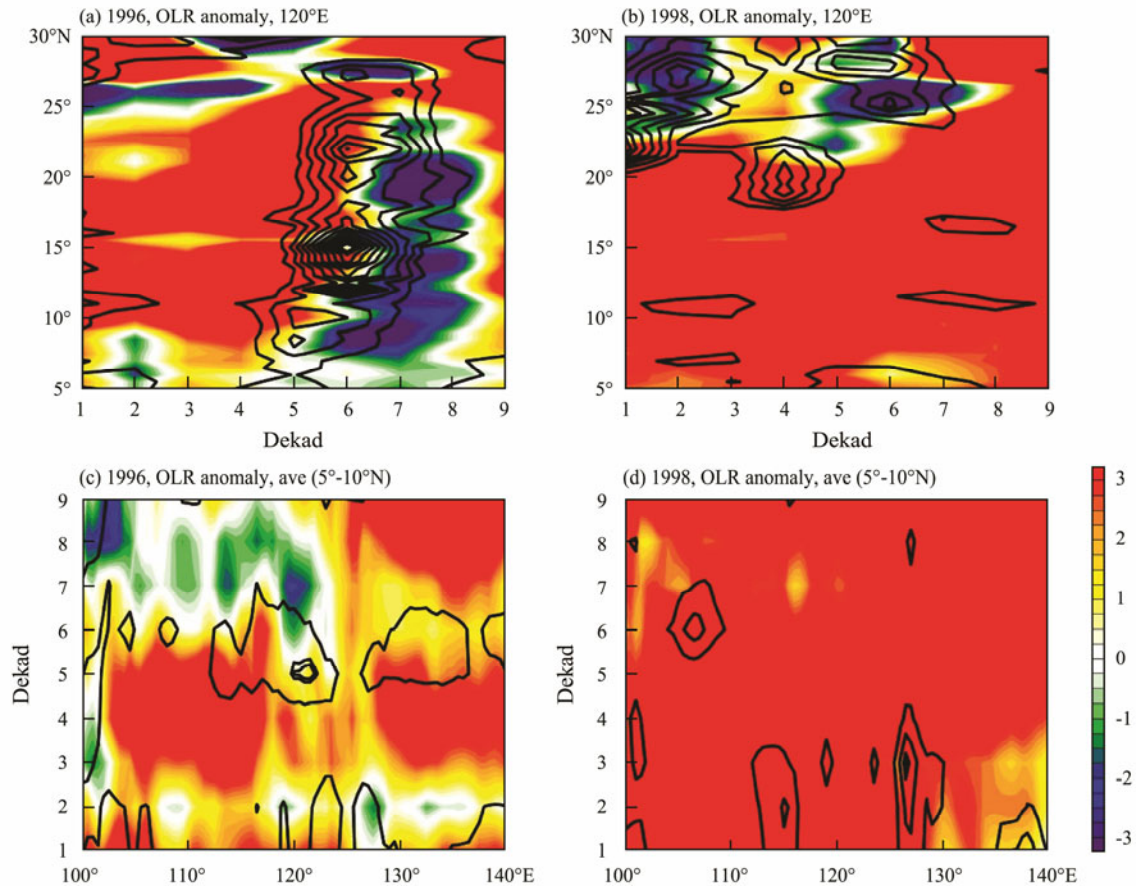 (a) 1996, OLR anomaly, 120°E
30°N
25°
20°
15°
10°
5°
1 2 3 4 5 6 7 8 9
Dekad
(b) 1998, OLR anomaly, 120°E
30°N
25°
20°
15°
10°
5°
1 2 3 4 5 6 7 8 9
Dekad
(c) 1996, OLR anomaly, ave (5°-10°N)
Dekad
9
8
7
6
5
4
3
2
1
100° 110° 120° 130° 140°E
(d) 1998, OLR anomaly, ave (5°-10°N)
Dekad
9
8
7
6
5
4
3
2
1
100° 110° 120° 130° 140°E
3
2
1
0
-1
-2
-3